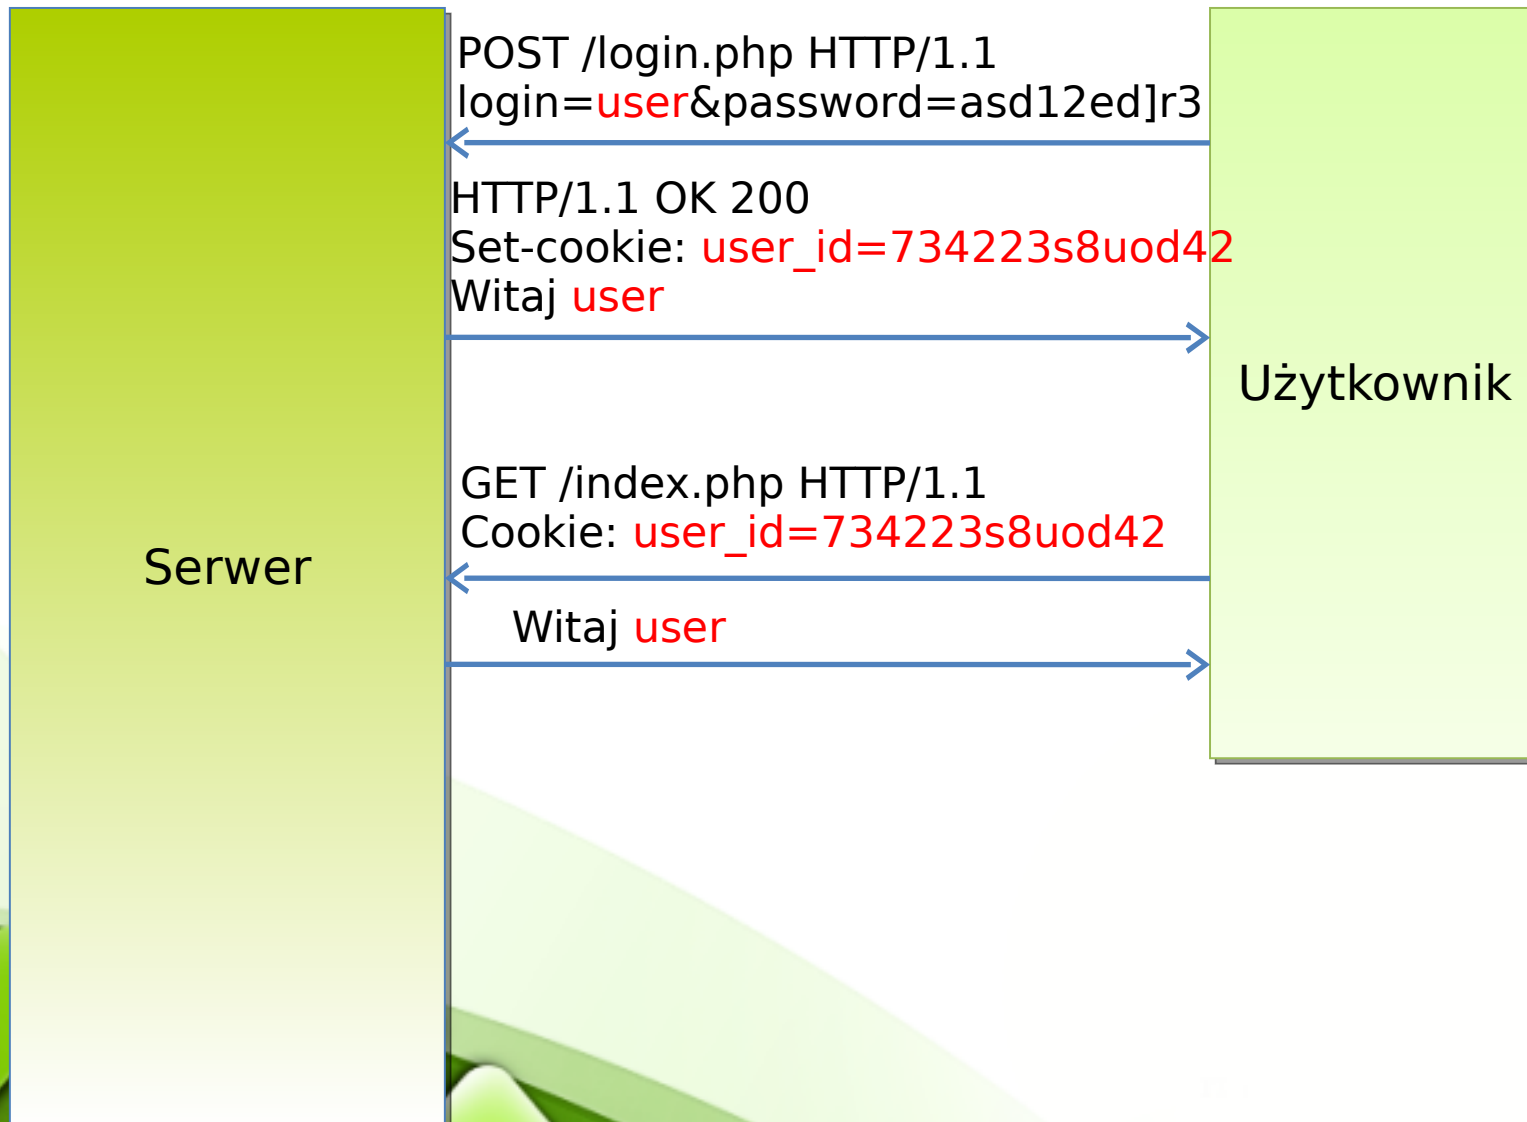 POST /login.php HTTP/1.1
login=user&password=asd12ed]r3
HTTP/1.1 OK 200
Set-cookie: user_id=734223s8uod42
Witaj user
Użytkownik
GET /index.php HTTP/1.1
Cookie: user_id=734223s8uod42
Serwer
Witaj user